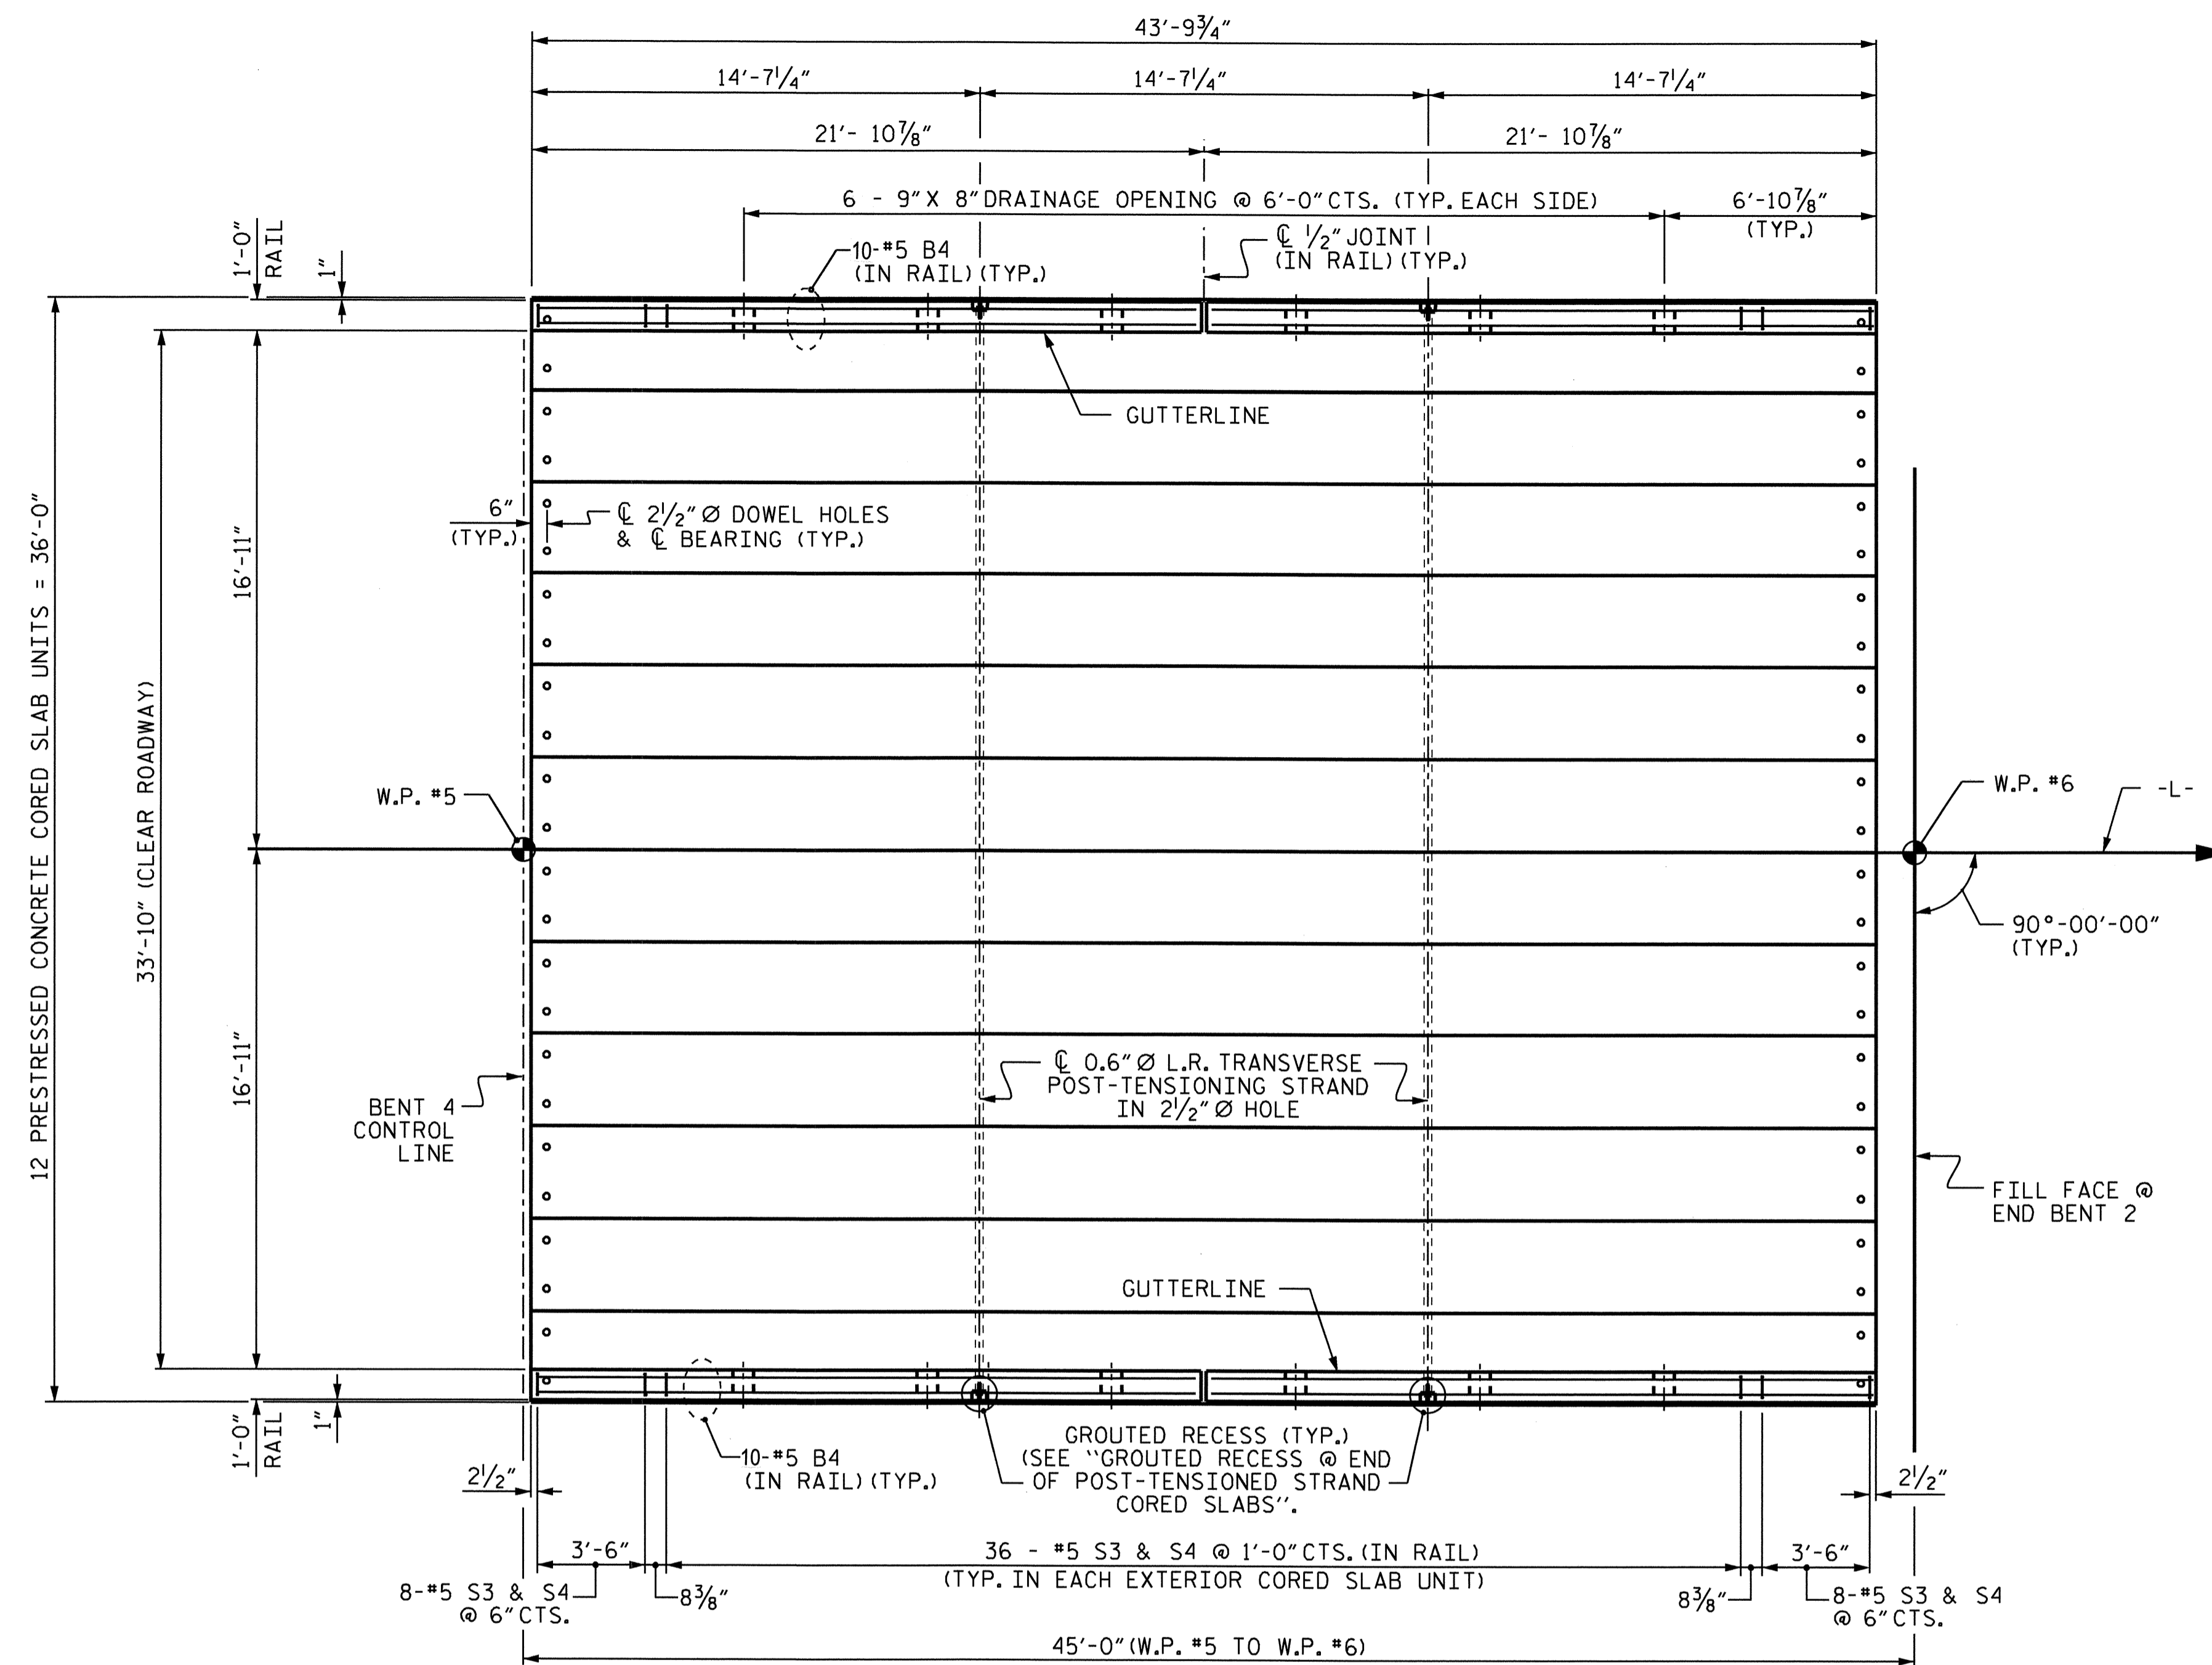 43'-9¾"
14'-7¼"
14'-7¼"
14'-7¼"
21'- 10⅞"
21'- 10⅞"
6 - 9" X 8" DRAINAGE OPENING @ 6'-0" CTS. (TYP. EACH SIDE)
6'-10⅞"
(TYP.)
1'-0"
RAIL
1"
10-#5 B4
(IN RAIL) (TYP.)
℄ ½" JOINT
(IN RAIL) (TYP.)
GUTTERLINE
6"
(TYP.)
℄ 2½" Ø DOWEL HOLES
& ℄ BEARING (TYP.)
12 PRESTRESSED CONCRETE CORED SLAB UNITS = 36'-0"
33'-10" (CLEAR ROADWAY)
16'-11"
16'-11"
W.P. #5
W.P. #6
-L-
90°-00'-00"
(TYP.)
BENT 4
CONTROL
LINE
℄ 0.6" Ø L.R. TRANSVERSE
POST-TENSIONING STRAND
IN 2½" Ø HOLE
FILL FACE @
END BENT 2
GUTTERLINE
1'-0"
RAIL
1"
10-#5 B4
(IN RAIL) (TYP.)
GROUTED RECESS (TYP.)
(SEE "GROUTED RECESS @ END
OF POST-TENSIONED STRAND
CORED SLABS".
2½"
2½"
3'-6"
36 - #5 S3 & S4 @ 1'-0" CTS. (IN RAIL)
(TYP. IN EACH EXTERIOR CORED SLAB UNIT)
3'-6"
8-#5 S3 & S4
@ 6" CTS.
8⅜"
8⅜"
8-#5 S3 & S4
@ 6" CTS.
45'-0" (W.P. #5 TO W.P. #6)